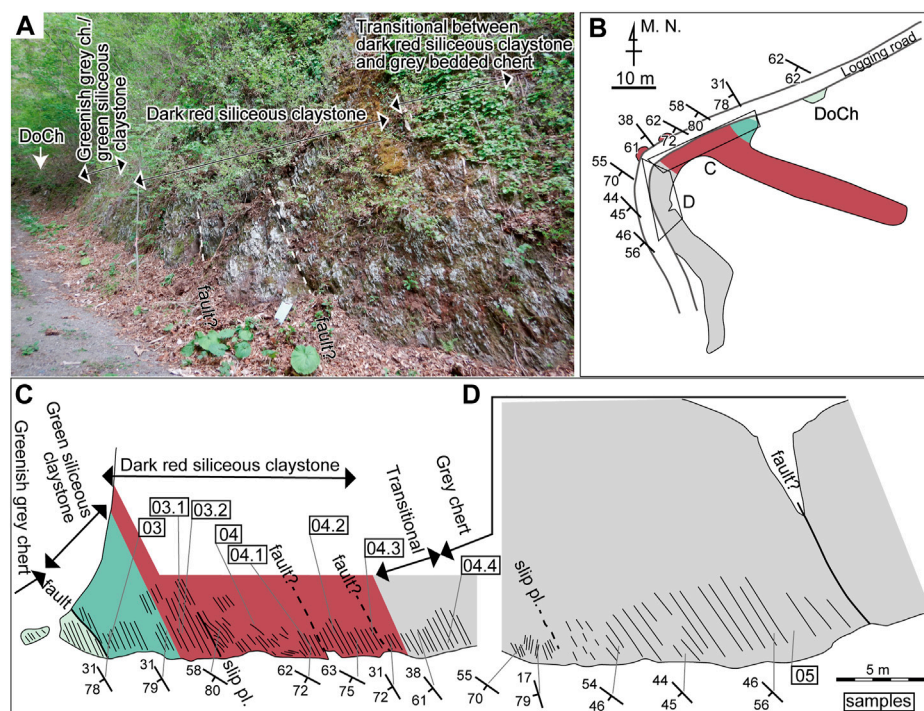 A
DoCh
Greenish grey ch./
green siliceous
claystone
Dark red siliceous claystone
Transitional between
dark red siliceous claystone
and grey bedded chert
fault?
fault?
B
M. N.
10 m
Logging road
DoCh
62
62
31
78
58
80
62
72
38
61
55
70
44
45
46
56
C
D
C
Greenish grey chert
Green siliceous
claystone
Dark red siliceous claystone
Transitional
Grey chert
03
03.1
03.2
04
04.1
04.2
04.3
04.4
fault
fault?
fault?
slip pl.
31
78
31
79
58
80
62
72
63
75
31
72
38
61
D
fault?
slip pl.
55
70
17
79
54
46
44
45
46
56
05
5 m
samples